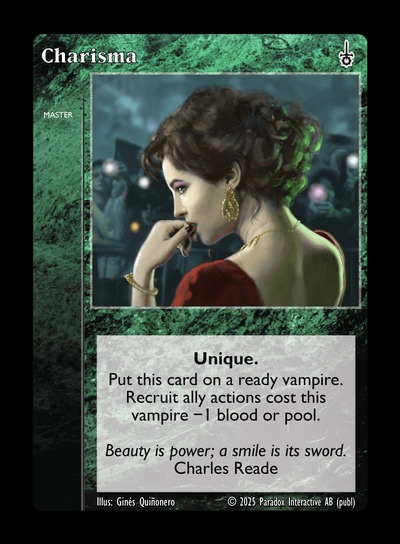 Charisma
MASTER
Unique.
Put this card on a ready vampire.
Recruit ally actions cost this
vampire −1 blood or pool.
Beauty is power; a smile is its sword.
Charles Reade
Illus: Ginés Quiñonero © 2025 Paradox Interactive AB (publ)